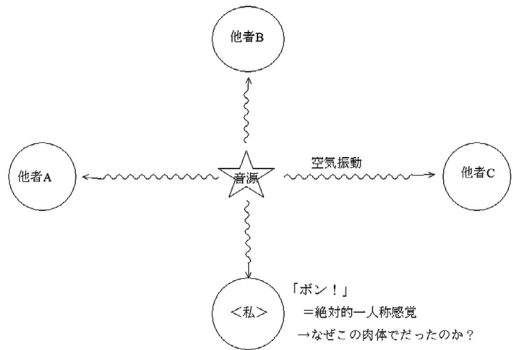 他者B
空気振動
他者A
音源
他者C
「ボン！」
＜私＞
＝絶対的一人称感覚
→なぜこの肉体でだったのか？